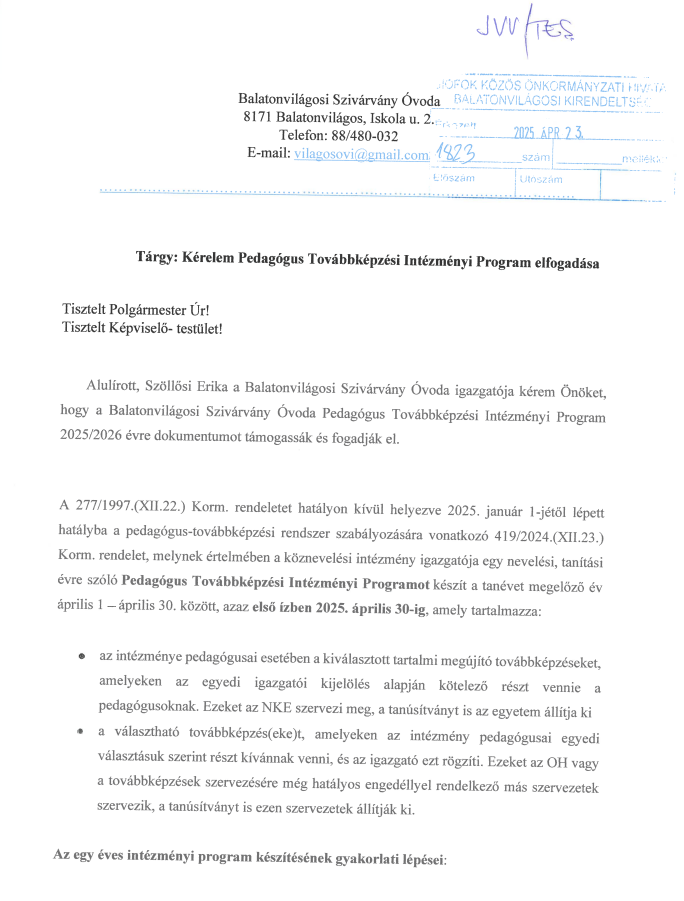 JVV/TES
SIÓFOK KÖZÖS ÖNKORMÁNYZATI HIVATA
BALATONVILÁGOSI KIRENDELTSÉG
Balatonvilágosi Szivárvány Óvoda
8171 Balatonvilágos, Iskola u. 2.
Érkezett 2025 ÁPR 23.
Telefon: 88/480-032
E-mail: vilagosovi@gmail.com
1823 szám mellékle
Előszám Utószám
Tárgy: Kérelem Pedagógus Továbbképzési Intézményi Program elfogadása
Tisztelt Polgármester Úr!
Tisztelt Képviselő- testület!
Alulírott, Szöllősi Erika a Balatonvilágosi Szivárvány Óvoda igazgatója kérem Önöket,
hogy a Balatonvilágosi Szivárvány Óvoda Pedagógus Továbbképzési Intézményi Program
2025/2026 évre dokumentumot támogassák és fogadják el.
A 277/1997.(XII.22.) Korm. rendeletet hatályon kívül helyezve 2025. január 1-jétől lépett
hatályba a pedagógus-továbbképzési rendszer szabályozására vonatkozó 419/2024.(XII.23.)
Korm. rendelet, melynek értelmében a köznevelési intézmény igazgatója egy nevelési, tanítási
évre szóló Pedagógus Továbbképzési Intézményi Programot készít a tanévet megelőző év
április 1 – április 30. között, azaz első ízben 2025. április 30-ig, amely tartalmazza:
● az intézménye pedagógusai esetében a kiválasztott tartalmi megújító továbbképzéseket,
amelyeken az egyedi igazgatói kijelölés alapján kötelező részt vennie a
pedagógusoknak. Ezeket az NKE szervezi meg, a tanúsítványt is az egyetem állítja ki
● a választható továbbképzés(eke)t, amelyeken az intézmény pedagógusai egyedi
választásuk szerint részt kívánnak venni, és az igazgató ezt rögzíti. Ezeket az OH vagy
a továbbképzések szervezésére még hatályos engedéllyel rendelkező más szervezetek
szervezik, a tanúsítványt is ezen szervezetek állítják ki.
Az egy éves intézményi program készítésének gyakorlati lépései: